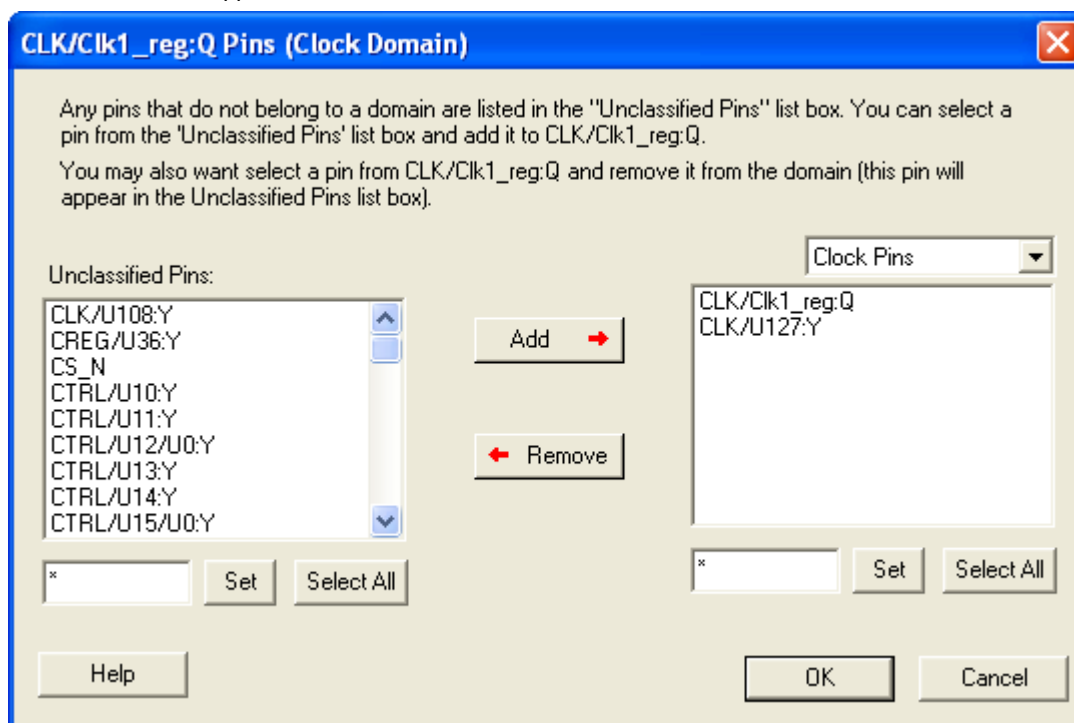 CLK/Clk1_reg:Q Pins (Clock Domain)
Any pins that do not belong to a domain are listed in the "Unclassified Pins" list box. You can select a
pin from the 'Unclassified Pins' list box and add it to CLK/Clk1_reg:Q.
You may also want select a pin from CLK/Clk1_reg:Q and remove it from the domain (this pin will
appear in the Unclassified Pins list box).
Clock Pins
Unclassified Pins:
CLK/U108:Y
CREG/U36:Y
CS_N
CTRL/U10:Y
CTRL/U11:Y
CTRL/U12/U0:Y
CTRL/U13:Y
CTRL/U14:Y
CTRL/U15/U0:Y
Add
Remove
CLK/Clk1_reg:Q
CLK/U127:Y
* Set Select All
* Set Select All
Help OK Cancel